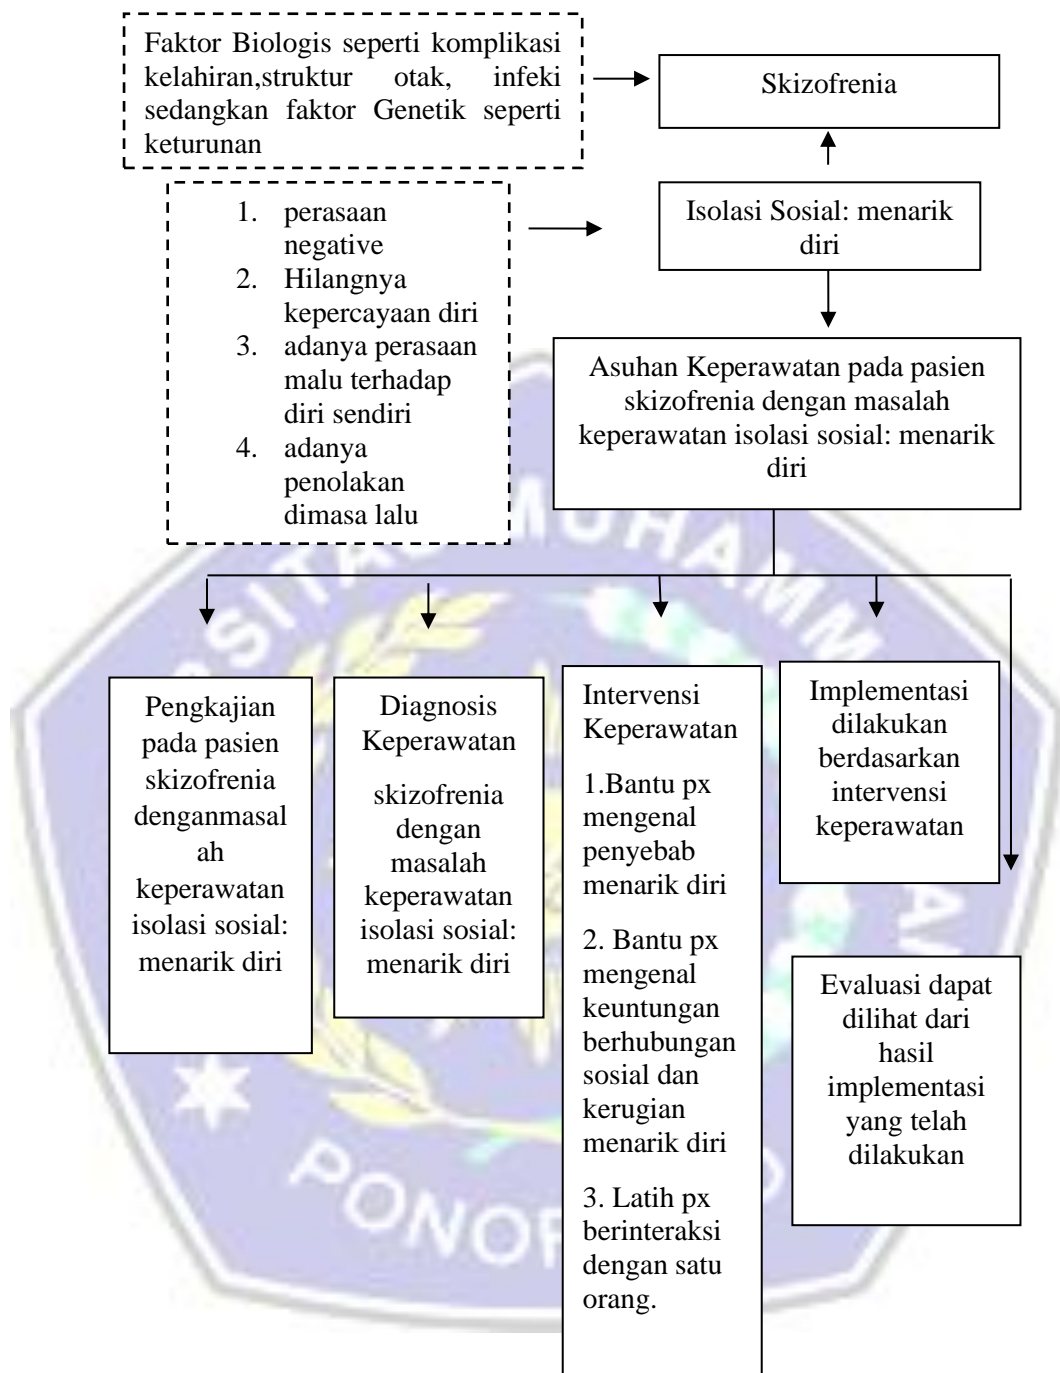 Faktor Biologis seperti komplikasi
kelahiran,struktur otak, infeki
sedangkan faktor Genetik seperti
keturunan
Skizofrenia
1. perasaan
negative
2. Hilangnya
kepercayaan diri
3. adanya perasaan
malu terhadap
diri sendiri
4. adanya
penolakan
dimasa lalu
Isolasi Sosial: menarik
diri
Asuhan Keperawatan pada pasien
skizofrenia dengan masalah
keperawatan isolasi sosial: menarik
diri
Pengkajian
pada pasien
skizofrenia
denganmasal
ah
keperawatan
isolasi sosial:
menarik diri
Diagnosis
Keperawatan
skizofrenia
dengan
masalah
keperawatan
isolasi sosial:
menarik diri
Intervensi
Keperawatan
1.Bantu px
mengenal
penyebab
menarik diri
2. Bantu px
mengenal
keuntungan
berhubungan
sosial dan
kerugian
menarik diri
3. Latih px
berinteraksi
dengan satu
orang.
Implementasi
dilakukan
berdasarkan
intervensi
keperawatan
Evaluasi dapat
dilihat dari
hasil
implementasi
yang telah
dilakukan